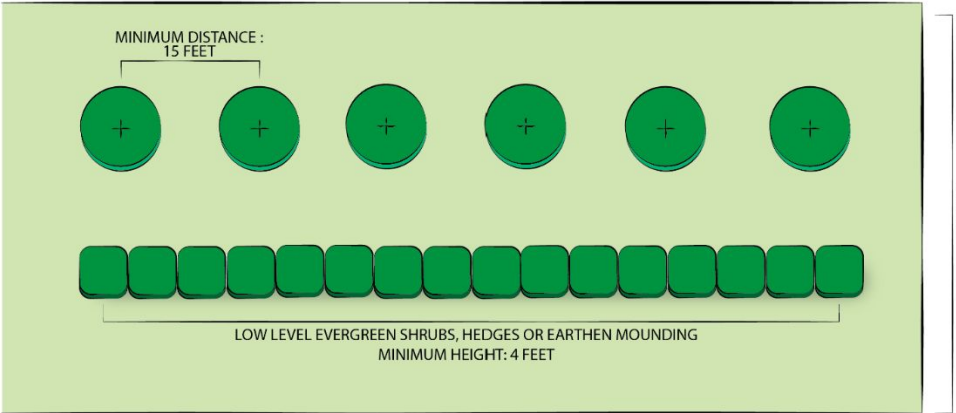 MINIMUM DISTANCE :
15 FEET
LOW LEVEL EVERGREEN SHRUBS, HEDGES OR EARTHEN MOUNDING
MINIMUM HEIGHT: 4 FEET